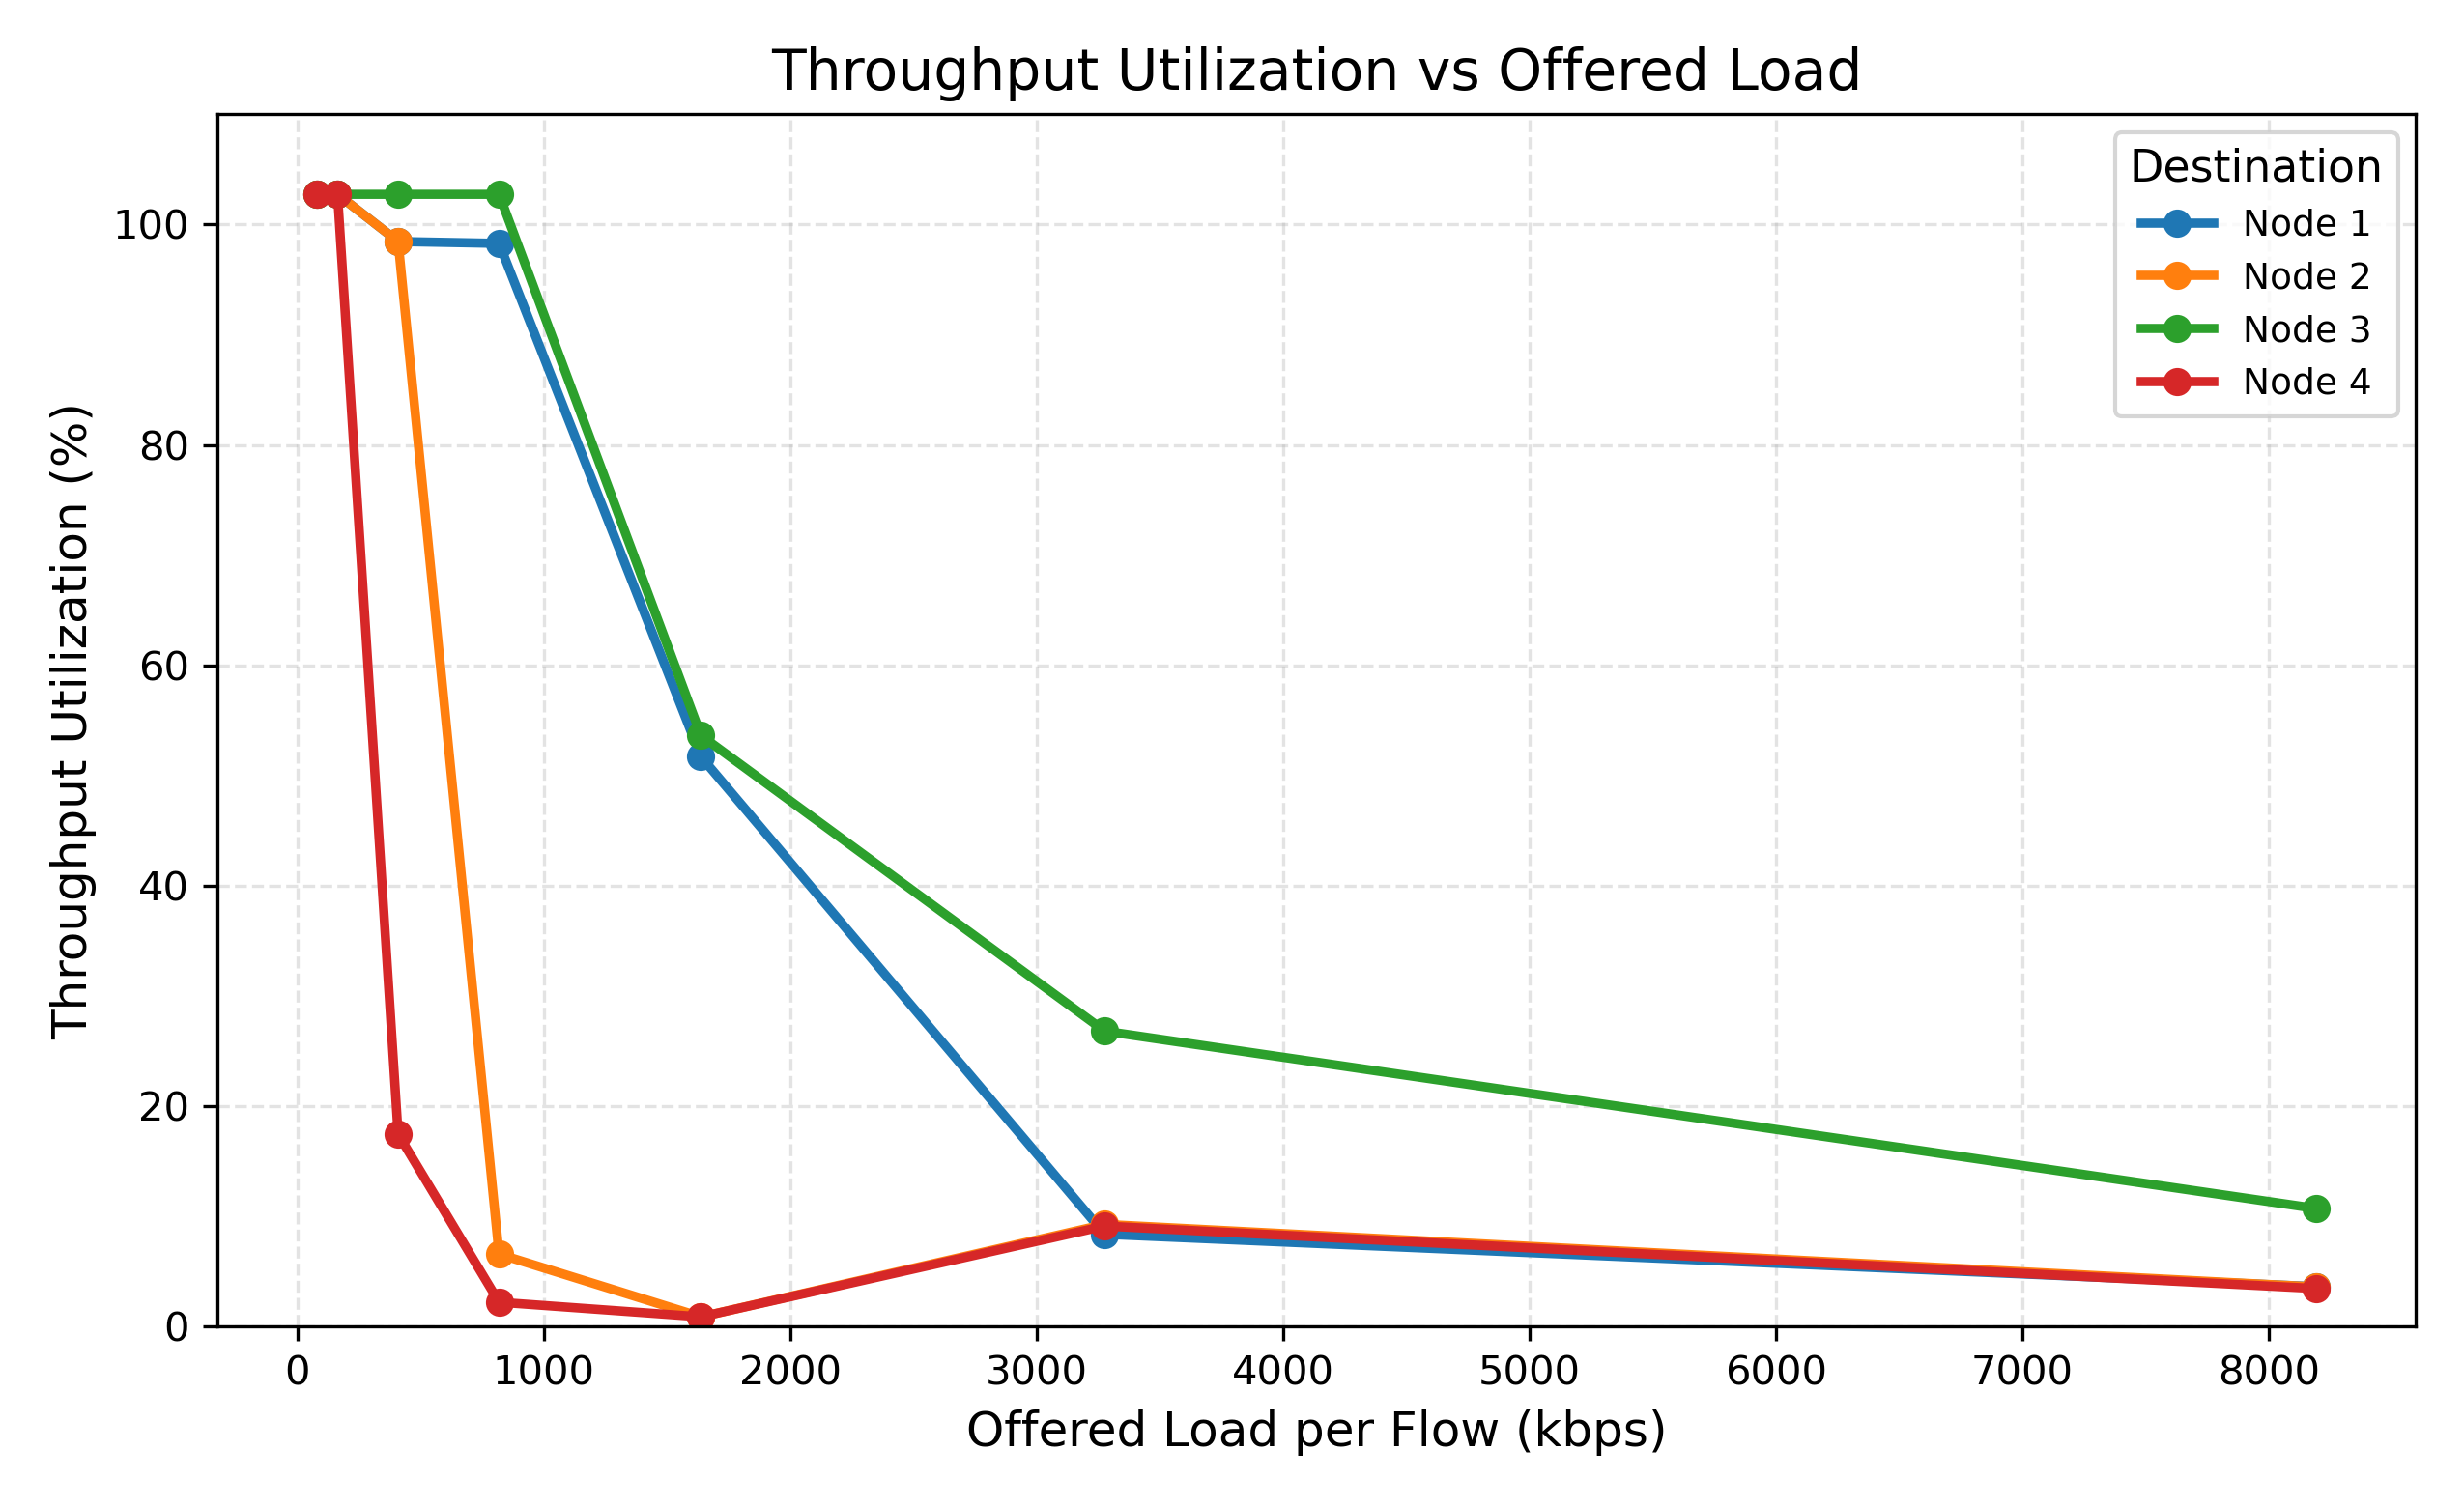 Throughput Utilization vs Offered Load
Throughput Utilization (%)
100
80
60
40
20
0
Destination
Node 1
Node 2
Node 3
Node 4
0 1000 2000 3000 4000 5000 6000 7000 8000
Offered Load per Flow (kbps)